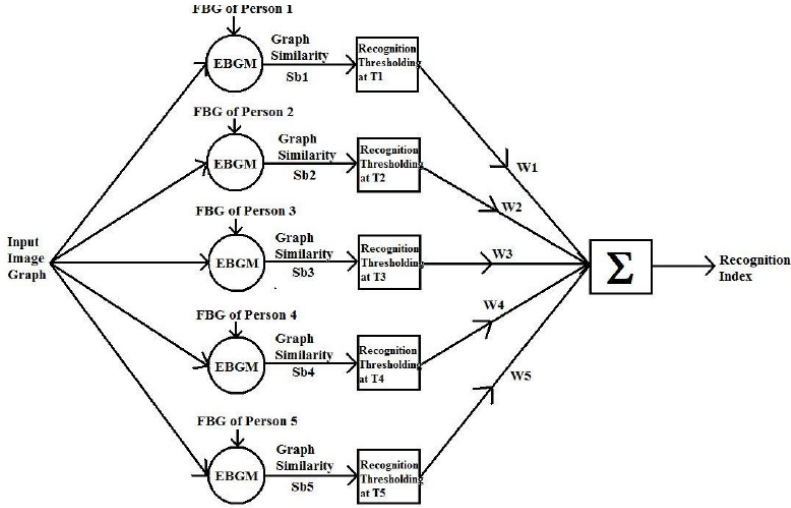 FBG of Person 1
EBGM
Graph
Similarity
Sb1
Recognition
Thresholding
at T1
W1
FBG of Person 2
EBGM
Graph
Similarity
Sb2
Recognition
Thresholding
at T2
W2
FBG of Person 3
EBGM
Graph
Similarity
Sb3
Recognition
Thresholding
at T3
W3
Input
Image
Graph
Σ
Recognition
Index
FBG of Person 4
EBGM
Graph
Similarity
Sb4
Recognition
Thresholding
at T4
W4
FBG of Person 5
EBGM
Graph
Similarity
Sb5
Recognition
Thresholding
at T5
W5